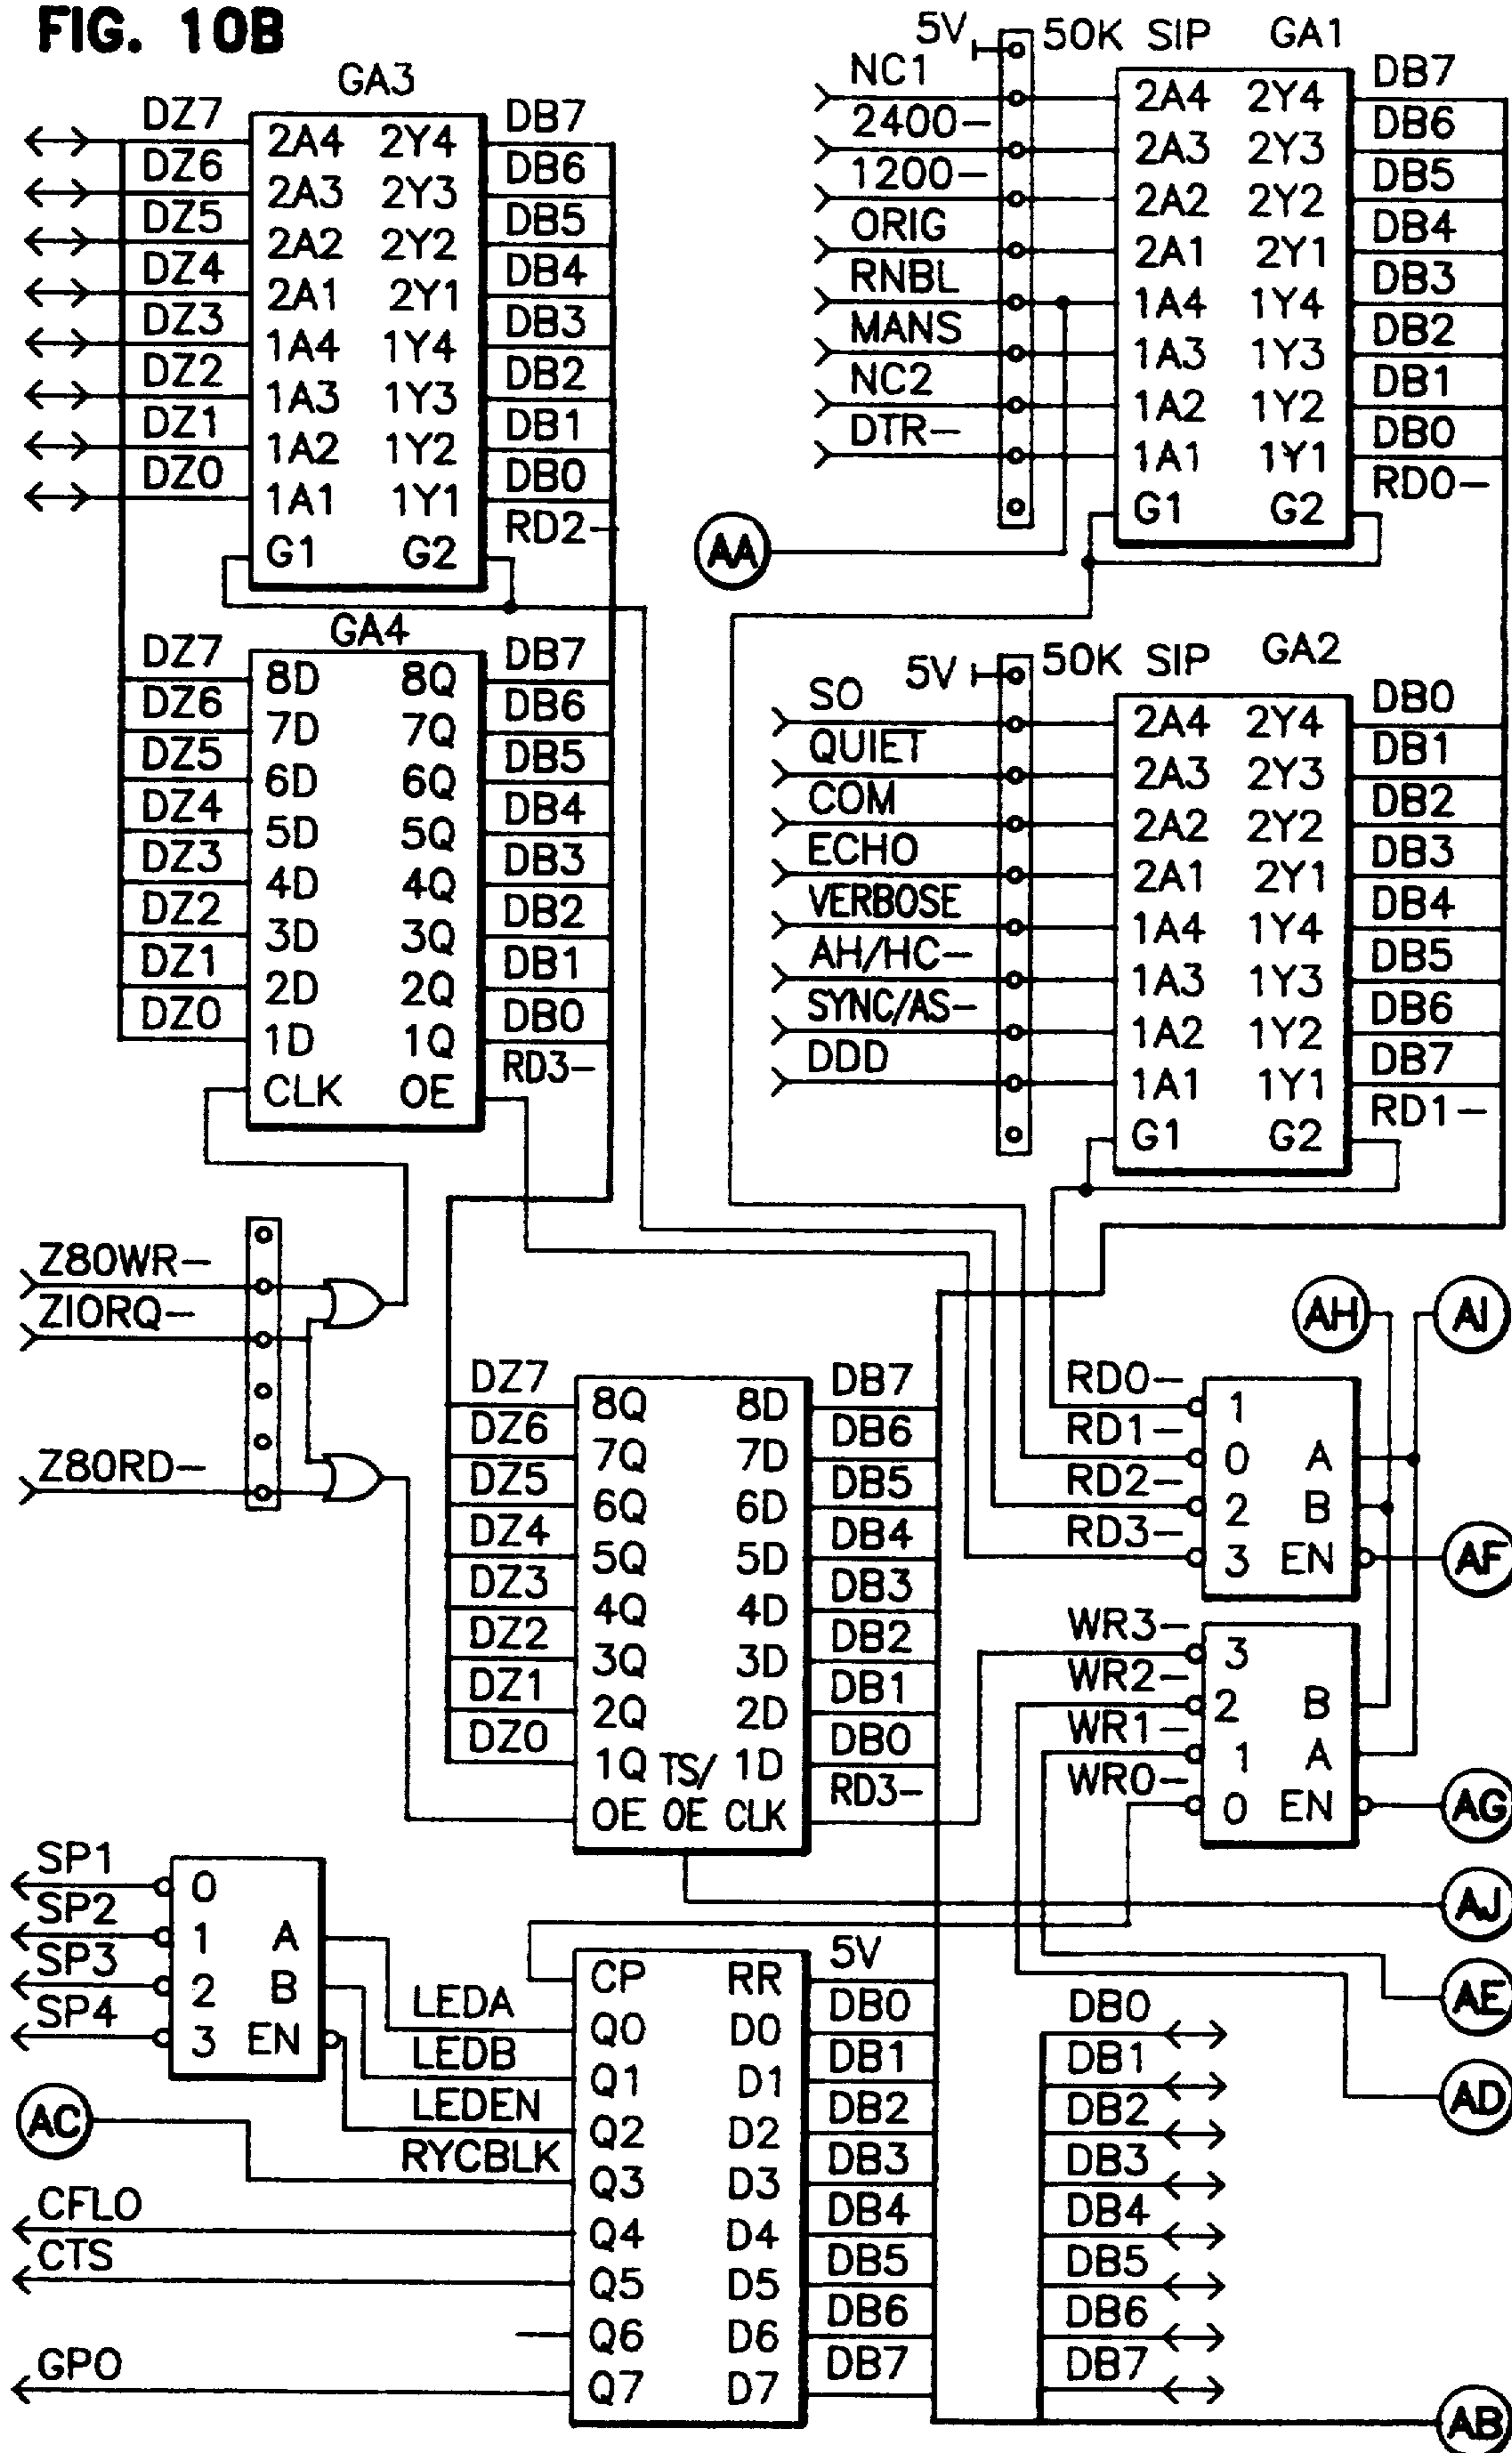 FIG. 10B
GA3
DZ7 2A4 2Y4 DB7
DZ6 2A3 2Y3 DB6
DZ5 2A2 2Y2 DB5
DZ4 2A1 2Y1 DB4
DZ3 1A4 1Y4 DB3
DZ2 1A3 1Y3 DB2
DZ1 1A2 1Y2 DB1
DZ0 1A1 1Y1 DB0
RD2-
G1 G2
5V 50K SIP GA1
NC1 2A4 2Y4 DB7
2400- 2A3 2Y3 DB6
1200- 2A2 2Y2 DB5
ORIG 2A1 2Y1 DB4
RNBL 1A4 1Y4 DB3
MANS 1A3 1Y3 DB2
NC2 1A2 1Y2 DB1
DTR- 1A1 1Y1 DB0
RD0-
G1 G2
AA
GA4
DZ7 8D 8Q DB7
DZ6 7D 7Q DB6
DZ5 6D 6Q DB5
DZ4 5D 5Q DB4
DZ3 4D 4Q DB3
DZ2 3D 3Q DB2
DZ1 2D 2Q DB1
DZ0 1D 1Q DB0
RD3-
CLK OE
5V 50K SIP GA2
SO 2A4 2Y4 DB0
QUIET 2A3 2Y3 DB1
COM 2A2 2Y2 DB2
ECHO 2A1 2Y1 DB3
VERBOSE 1A4 1Y4 DB4
AH/HC- 1A3 1Y3 DB5
SYNC/AS- 1A2 1Y2 DB6
DDD 1A1 1Y1 DB7
RD1-
G1 G2
Z80WR-
ZIORQ-
Z80RD-
DZ7 8Q 8D DB7
DZ6 7Q 7D DB6
DZ5 6Q 6D DB5
DZ4 5Q 5D DB4
DZ3 4Q 4D DB3
DZ2 3Q 3D DB2
DZ1 2Q 2D DB1
DZ0 1Q TS/ 1D DB0
RD3-
OE OE CLK
AH AI
RD0- 1
RD1- 0 A
RD2- 2 B
RD3- 3 EN AF
WR3- 3
WR2- 2 B
WR1- 1 A
WR0- 0 EN AG
AJ
AE
AD
SP1 0
SP2 1 A
SP3 2 B
SP4 3 EN
AC
CP RR 5V
LEDA Q0 D0 DB0
LEDB Q1 D1 DB1
LEDEN Q2 D2 DB2
RYCBLK Q3 D3 DB3
CFLO Q4 D4 DB4
CTS Q5 D5 DB5
Q6 D6 DB6
GPO Q7 D7 DB7
DB0
DB1
DB2
DB3
DB4
DB5
DB6
DB7
AB